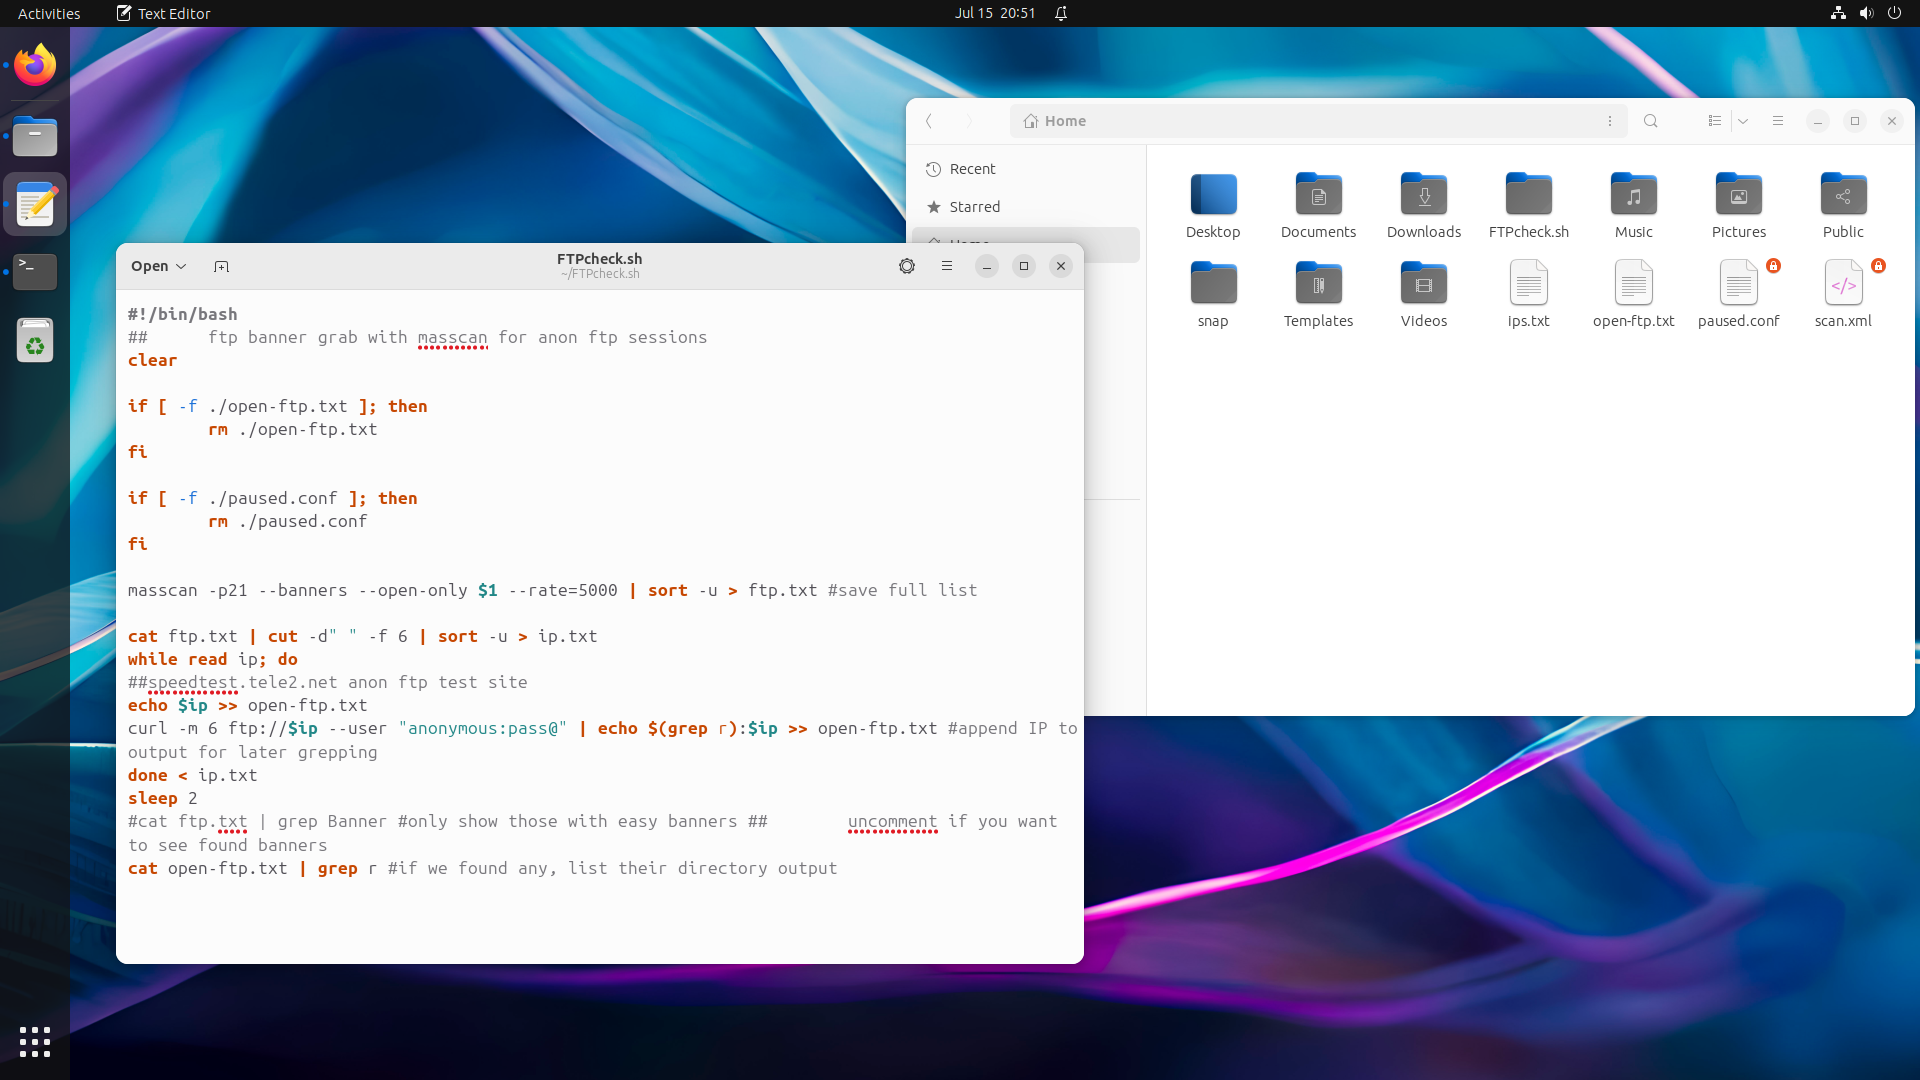 Activities
Text Editor
Jul 15 20:51
Home
Recent
Starred
Desktop
Documents
Downloads
FTPcheck.sh
Music
Pictures
Public
snap
Templates
Videos
ips.txt
open-ftp.txt
paused.conf
scan.xml
Open
FTPcheck.sh
~/FTPcheck.sh
#!/bin/bash
##      ftp banner grab with masscan for anon ftp sessions
clear
if [ -f ./open-ftp.txt ]; then
        rm ./open-ftp.txt
fi
if [ -f ./paused.conf ]; then
        rm ./paused.conf
fi
masscan -p21 --banners --open-only $1 --rate=5000 | sort -u > ftp.txt #save full list
cat ftp.txt | cut -d" " -f 6 | sort -u > ip.txt
while read ip; do
##speedtest.tele2.net anon ftp test site
echo $ip >> open-ftp.txt
curl -m 6 ftp://$ip --user "anonymous:pass@" | echo $(grep r):$ip >> open-ftp.txt #append IP to
output for later grepping
done < ip.txt
sleep 2
#cat ftp.txt | grep Banner #only show those with easy banners ##        uncomment if you want
to see found banners
cat open-ftp.txt | grep r #if we found any, list their directory output